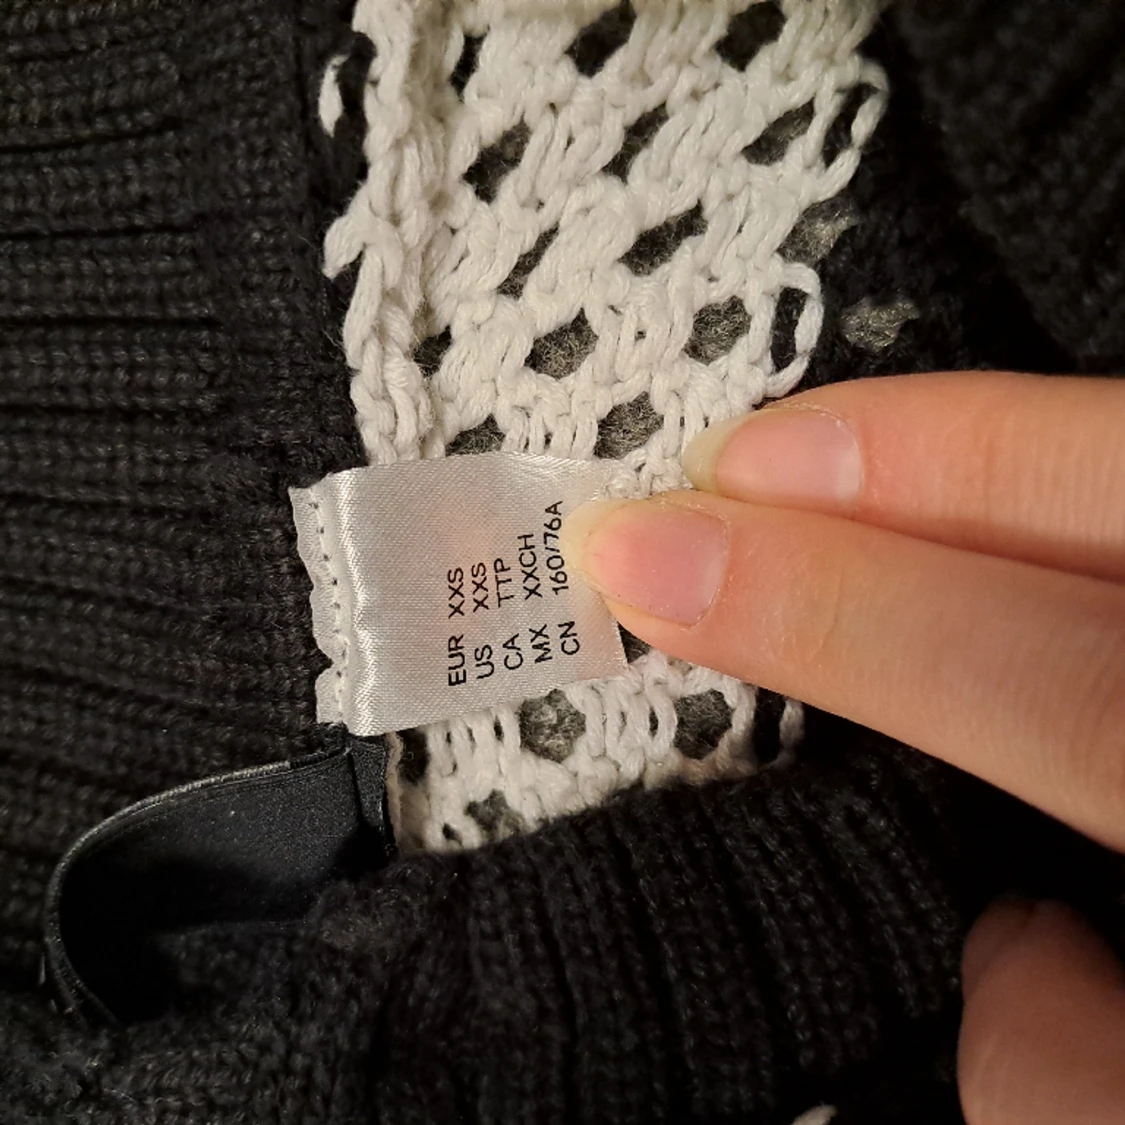 EUR XXS
US XXS
CA TTP
MX XXCH
CN 160/76A